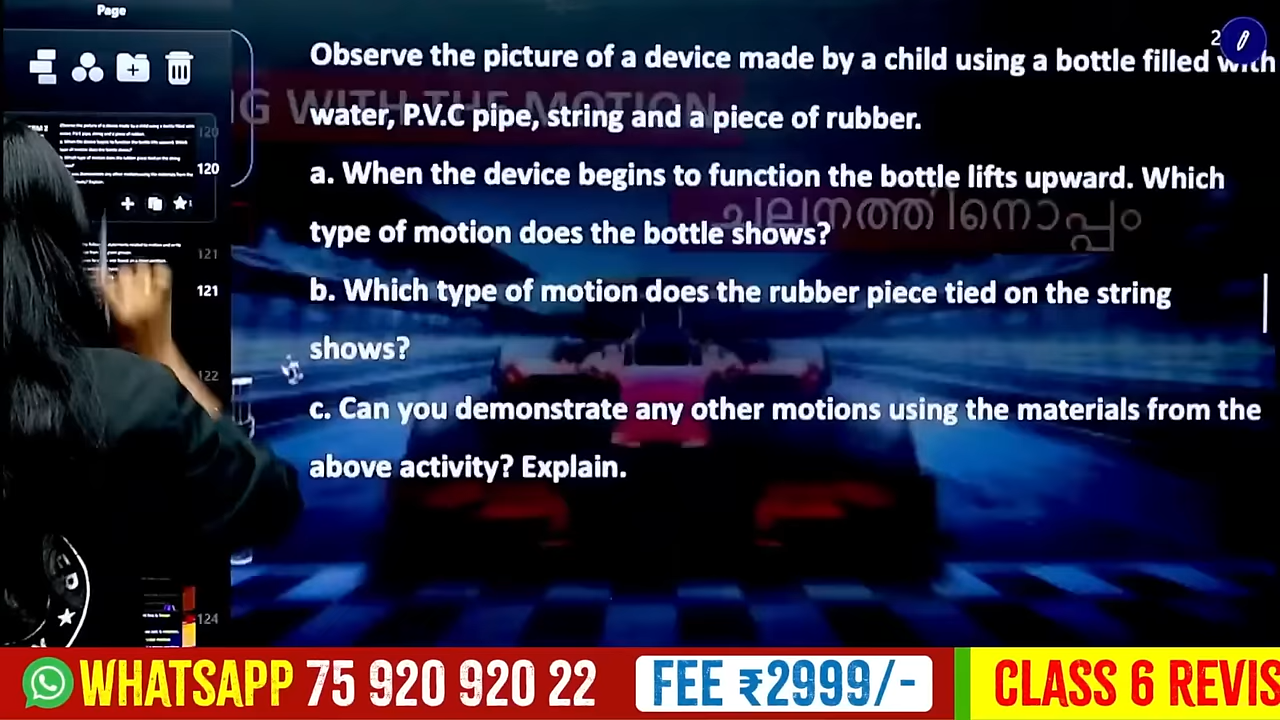 Page
2
Observe the picture of a device made by a child using a bottle filled with
G WITH THE MOTION
water, P.V.C pipe, string and a piece of rubber.
120
120
a. When the device begins to function the bottle lifts upward. Which
ചലനത്തിനൊപ്പം
type of motion does the bottle shows?
121
b. Which type of motion does the rubber piece tied on the string
121
shows?
122
c. Can you demonstrate any other motions using the materials from the
above activity? Explain.
124
WHATSAPP 75 920 920 22 FEE ₹2999/- CLASS 6 REVIS